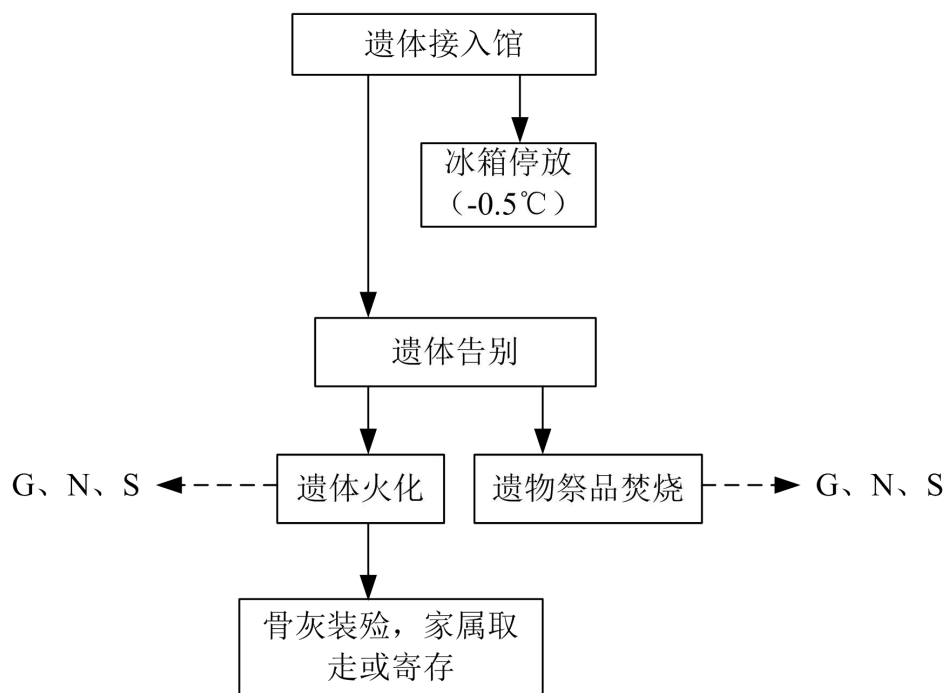 遗体接入馆
冰箱停放
（-0.5℃）
遗体告别
G、N、S
遗体火化
遗物祭品焚烧
G、N、S
骨灰装殓，家属取
走或寄存